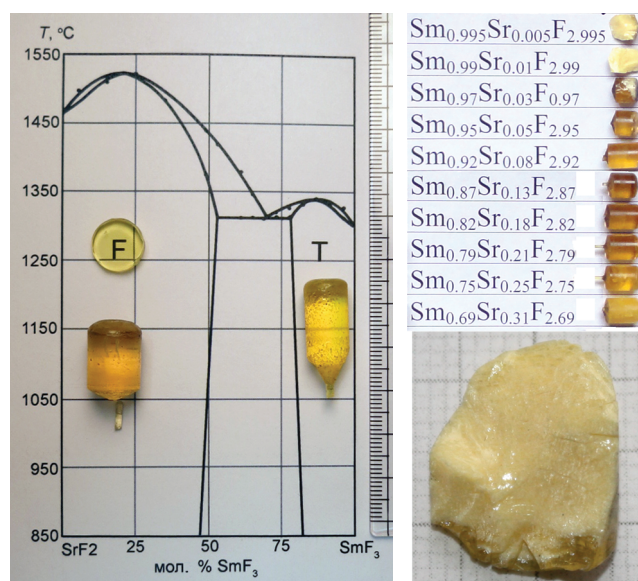 T, °C
1550
1450
1350
1250
1150
1050
950
850
F
T
SrF2
25
50
75
SmF₃
мол. % SmF₃
Sm₀.₉₉₅Sr₀.₀₀₅F₂.₉₉₅
Sm₀.₉₉Sr₀.₀₁F₂.₉₉
Sm₀.₉₇Sr₀.₀₃F₀.₉₇
Sm₀.₉₅Sr₀.₀₅F₂.₉₅
Sm₀.₉₂Sr₀.₀₈F₂.₉₂
Sm₀.₈₇Sr₀.₁₃F₂.₈₇
Sm₀.₈₂Sr₀.₁₈F₂.₈₂
Sm₀.₇₉Sr₀.₂₁F₂.₇₉
Sm₀.₇₅Sr₀.₂₅F₂.₇₅
Sm₀.₆₉Sr₀.₃₁F₂.₆₉